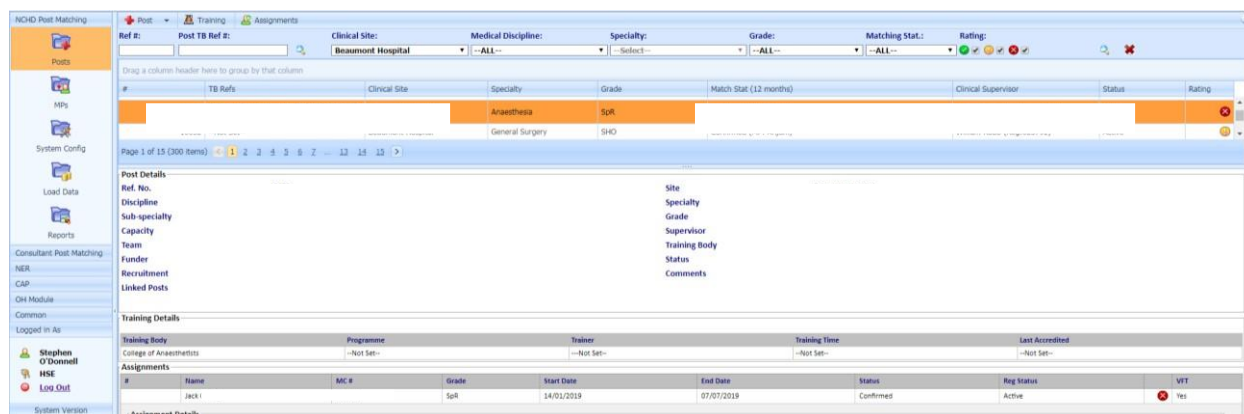 NCHD Post Matching
Posts
MPs
System Config
Load Data
Reports
Consultant Post Matching
NER
CAP
OH Module
Common
Logged in As
Stephen O'Donnell
HSE
Log Out
System Version
Post Training Assignments
Ref #: Post TB Ref #: Clinical Site: Medical Discipline: Specialty: Grade: Matching Stat.: Rating:
Beaumont Hospital --ALL-- --Select-- --ALL-- --ALL--
Drag a column header here to group by that column
# TB Refs Clinical Site Specialty Grade Match Stat (12 months) Clinical Supervisor Status Rating
Anaesthesia SpR
General Surgery SHO
Page 1 of 15 (300 items) 1 2 3 4 5 6 7 ... 13 14 15
Post Details
Ref. No. Site
Discipline Specialty
Sub-specialty Grade
Capacity Supervisor
Team Training Body
Funder Status
Recruitment Comments
Linked Posts
Training Details
Training Body Programme Trainer Training Time Last Accredited
College of Anaesthetists --Not Set-- --Not Set-- --Not Set-- --Not Set--
Assignments
# Name MC # Grade Start Date End Date Status Reg Status VFT
Jack SpR 14/01/2019 07/07/2019 Confirmed Active Yes
Assignment Details